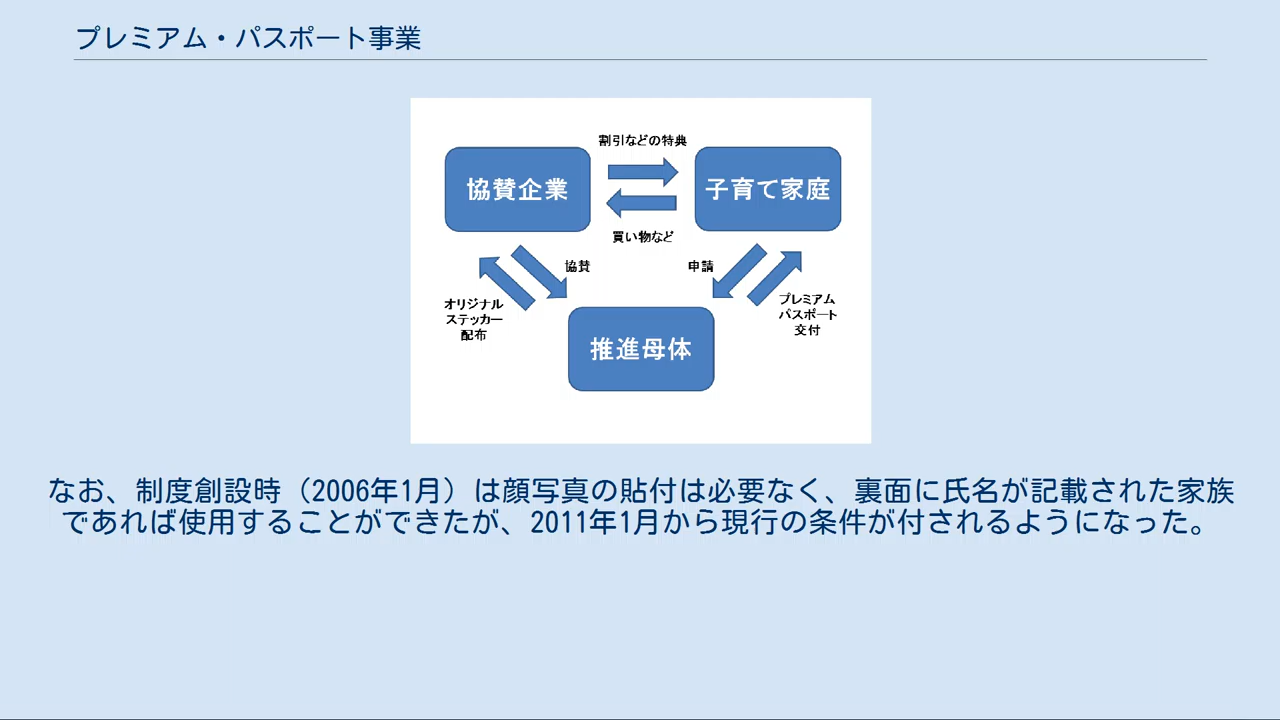 プレミアム・パスポート事業
割引などの特典
協賛企業
子育て家庭
買い物など
協賛
申請
オリジナル
ステッカー
配布
プレミアム
パスポート
交付
推進母体
なお、制度創設時（2006年1月）は顔写真の貼付は必要なく、裏面に氏名が記載された家族
であれば使用することができたが、2011年1月から現行の条件が付されるようになった。